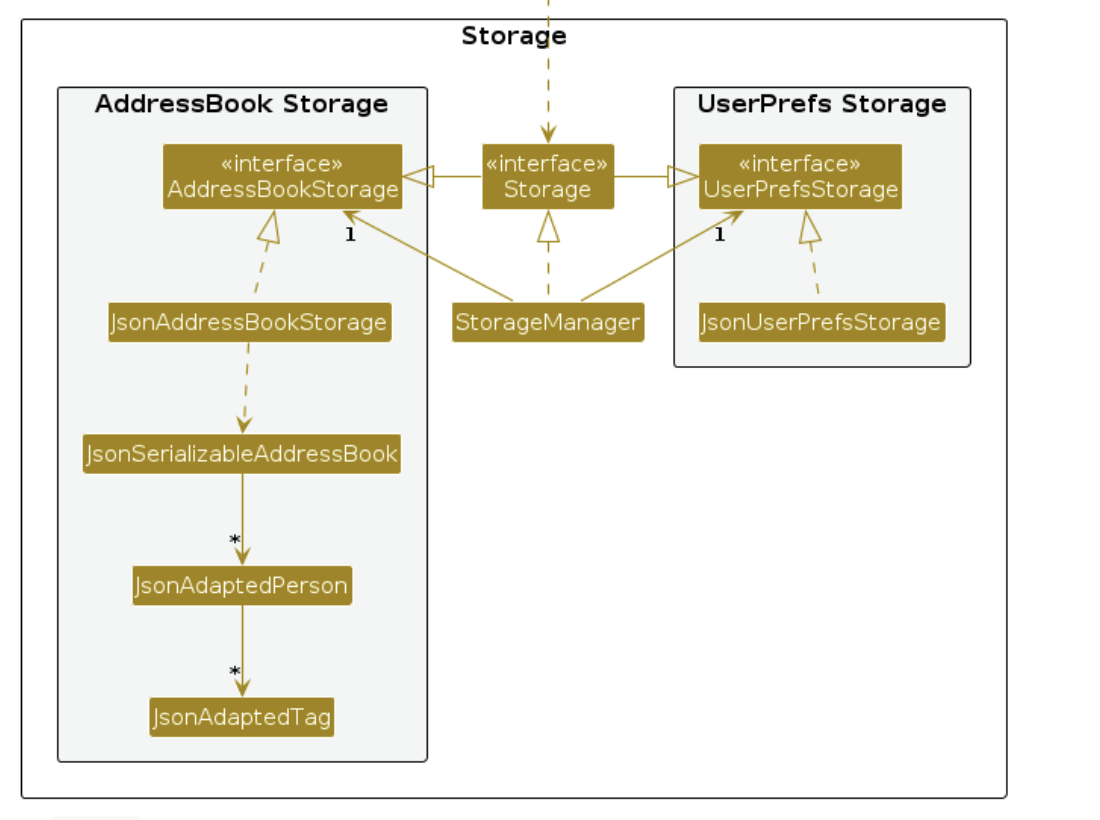 Storage
AddressBook Storage
UserPrefs Storage
«interface»
AddressBookStorage
«interface»
Storage
«interface»
UserPrefsStorage
1
1
JsonAddressBookStorage
StorageManager
JsonUserPrefsStorage
JsonSerializableAddressBook
*
JsonAdaptedPerson
*
JsonAdaptedTag